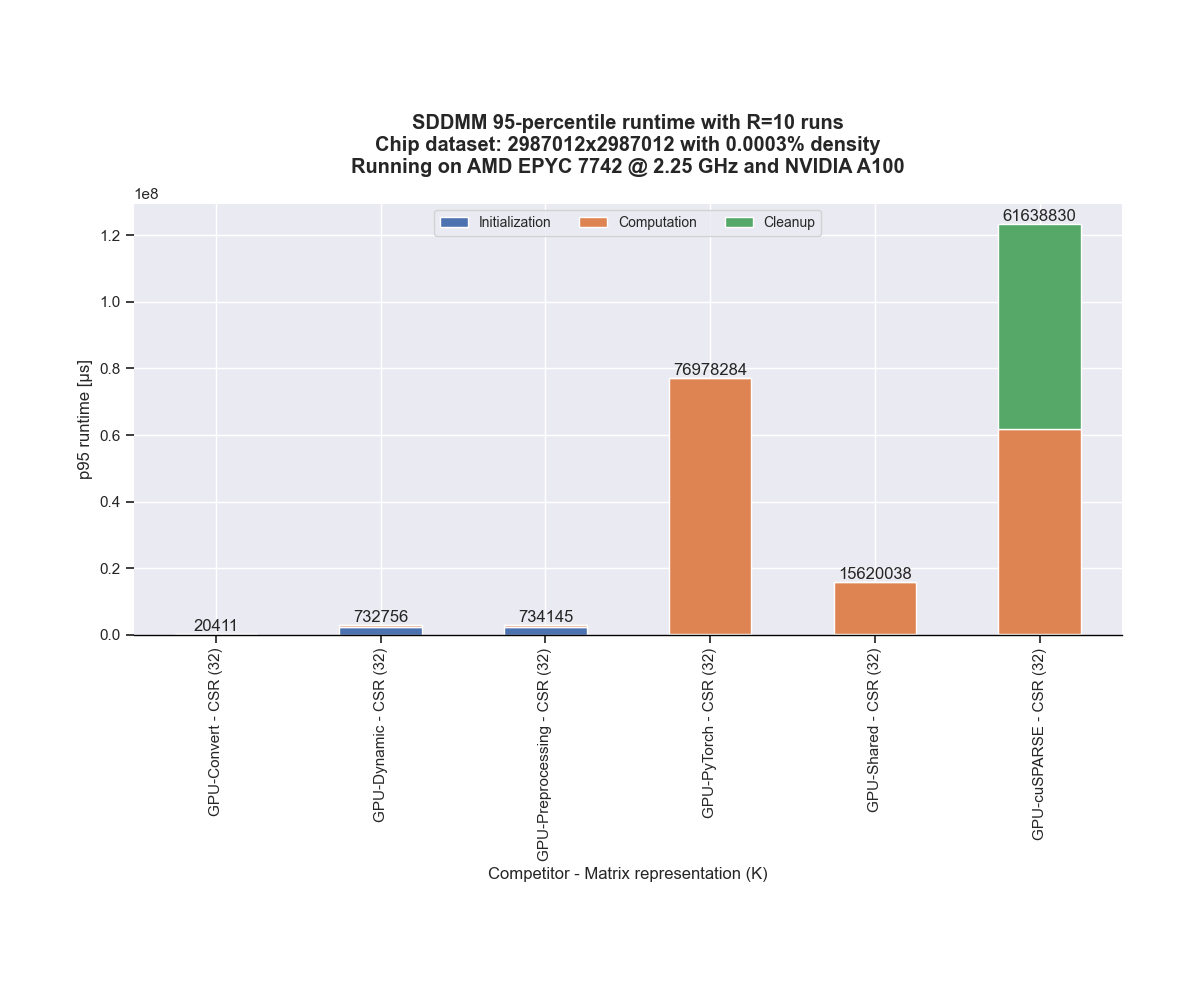 SDDMM 95-percentile runtime with R=10 runs
Chip dataset: 2987012x2987012 with 0.0003% density
Running on AMD EPYC 7742 @ 2.25 GHz and NVIDIA A100
1e8
Initialization
Computation
Cleanup
61638830
76978284
15620038
732756
734145
20411
1.2
1.0
0.8
0.6
0.4
0.2
0.0
p95 runtime [µs]
GPU-Convert - CSR (32)
GPU-Dynamic - CSR (32)
GPU-Preprocessing - CSR (32)
GPU-PyTorch - CSR (32)
GPU-Shared - CSR (32)
GPU-cuSPARSE - CSR (32)
Competitor - Matrix representation (K)